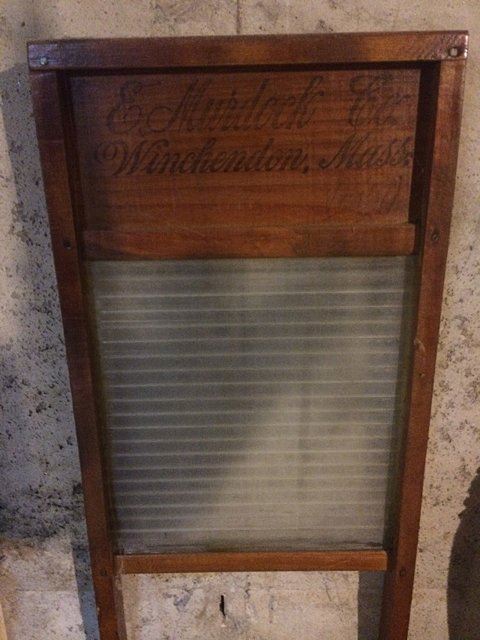 E. Murdock Co
Winchendon, Mass.